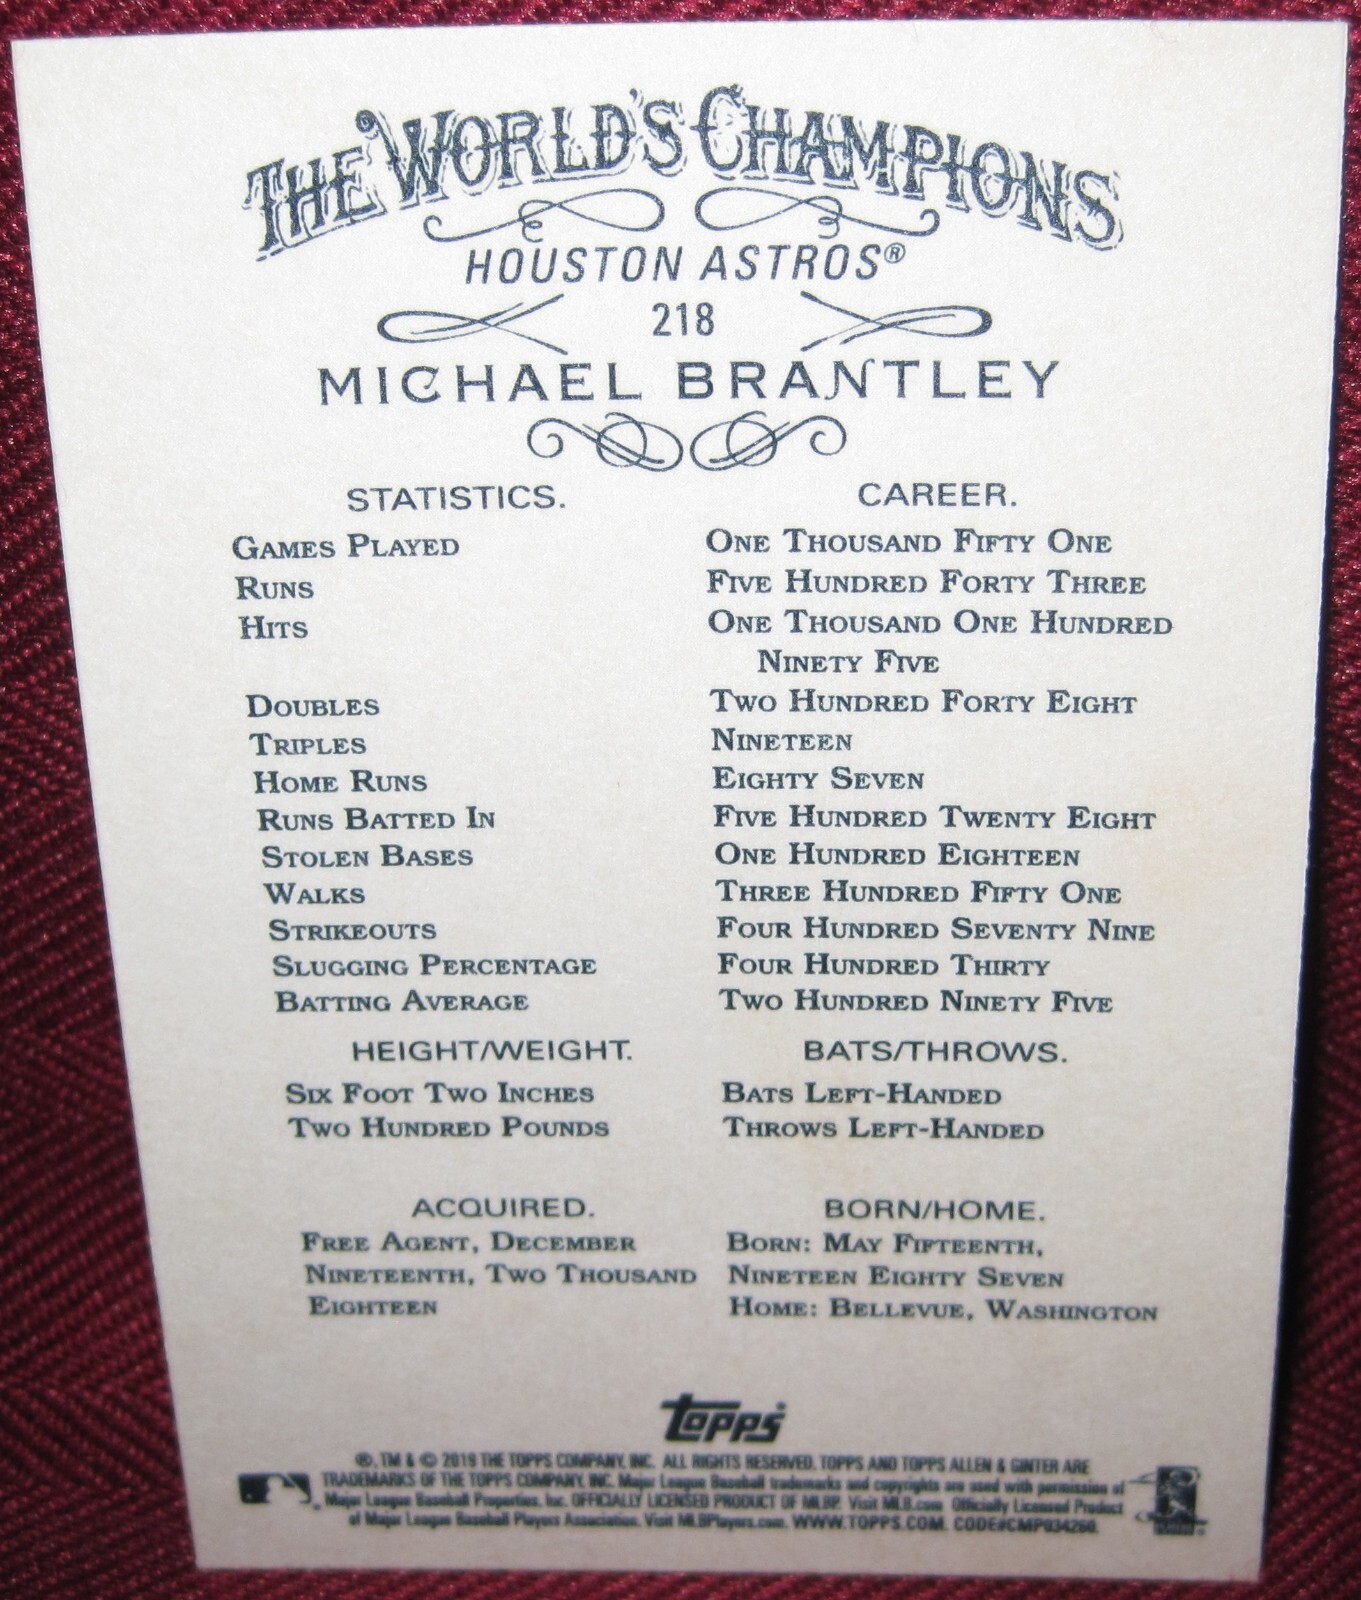 THE WORLD'S CHAMPIONS
HOUSTON ASTROS®
218
MICHAEL BRANTLEY
STATISTICS. CAREER.
GAMES PLAYED ONE THOUSAND FIFTY ONE
RUNS FIVE HUNDRED FORTY THREE
HITS ONE THOUSAND ONE HUNDRED
NINETY FIVE
DOUBLES TWO HUNDRED FORTY EIGHT
TRIPLES NINETEEN
HOME RUNS EIGHTY SEVEN
RUNS BATTED IN FIVE HUNDRED TWENTY EIGHT
STOLEN BASES ONE HUNDRED EIGHTEEN
WALKS THREE HUNDRED FIFTY ONE
STRIKEOUTS FOUR HUNDRED SEVENTY NINE
SLUGGING PERCENTAGE FOUR HUNDRED THIRTY
BATTING AVERAGE TWO HUNDRED NINETY FIVE
HEIGHT/WEIGHT. BATS/THROWS.
SIX FOOT TWO INCHES BATS LEFT-HANDED
TWO HUNDRED POUNDS THROWS LEFT-HANDED
ACQUIRED. BORN/HOME.
FREE AGENT, DECEMBER BORN: MAY FIFTEENTH,
NINETEENTH, TWO THOUSAND NINETEEN EIGHTY SEVEN
EIGHTEEN HOME: BELLEVUE, WASHINGTON
Topps®
®, TM & © 2019 THE TOPPS COMPANY, INC. ALL RIGHTS RESERVED. TOPPS AND TOPPS ALLEN & GINTER ARE
TRADEMARKS OF THE TOPPS COMPANY, INC. Major League Baseball trademarks and copyrights are used with permission of
Major League Baseball Properties, Inc. OFFICIALLY LICENSED PRODUCT OF MLBP. Visit MLB.com Officially Licensed Product
of Major League Baseball Players Association. Visit MLBPlayers.com. WWW.TOPPS.COM. CODE#CMP034260.